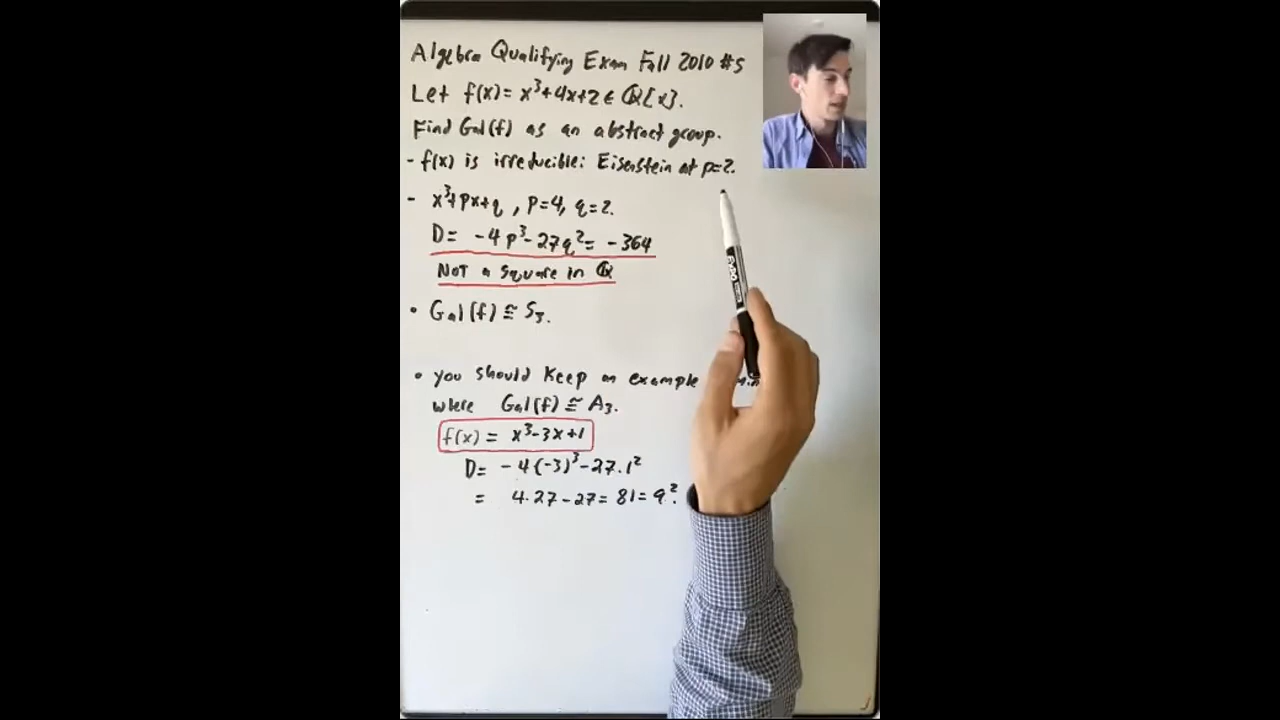 Algebra Qualifying Exam Fall 2010 #5
Let f(x) = x³+4x+2 ∈ ℚ[x].
Find Gal(f) as an abstract group.
- f(x) is irreducible: Eisenstein at p=2.
- x³+px+q, p=4, q=2.
D= -4p³-27q² = -364
NOT a square in ℚ
• Gal(f) ≅ S₃.
• you should keep an example
where Gal(f) ≅ A₃.
f(x) = x³-3x+1
D= -4(-3)³-27·1²
= 4·27-27= 81= 9².
EXPO